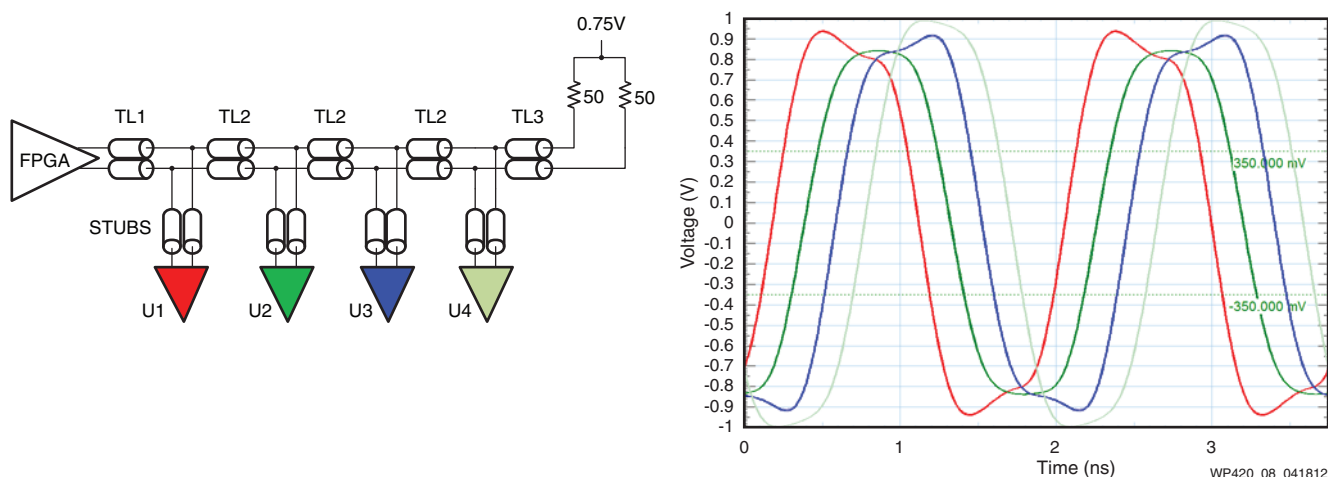 0.75V
50
50
TL1
TL2
TL2
TL2
TL3
FPGA
STUBS
U1
U2
U3
U4
Voltage (V)
1
0.9
0.8
0.7
0.6
0.5
0.4
0.3
0.2
0.1
0
-0.1
-0.2
-0.3
-0.4
-0.5
-0.6
-0.7
-0.8
-0.9
-1
350.000 mV
-350.000 mV
0
1
2
3
Time (ns)
WP420_08_041812